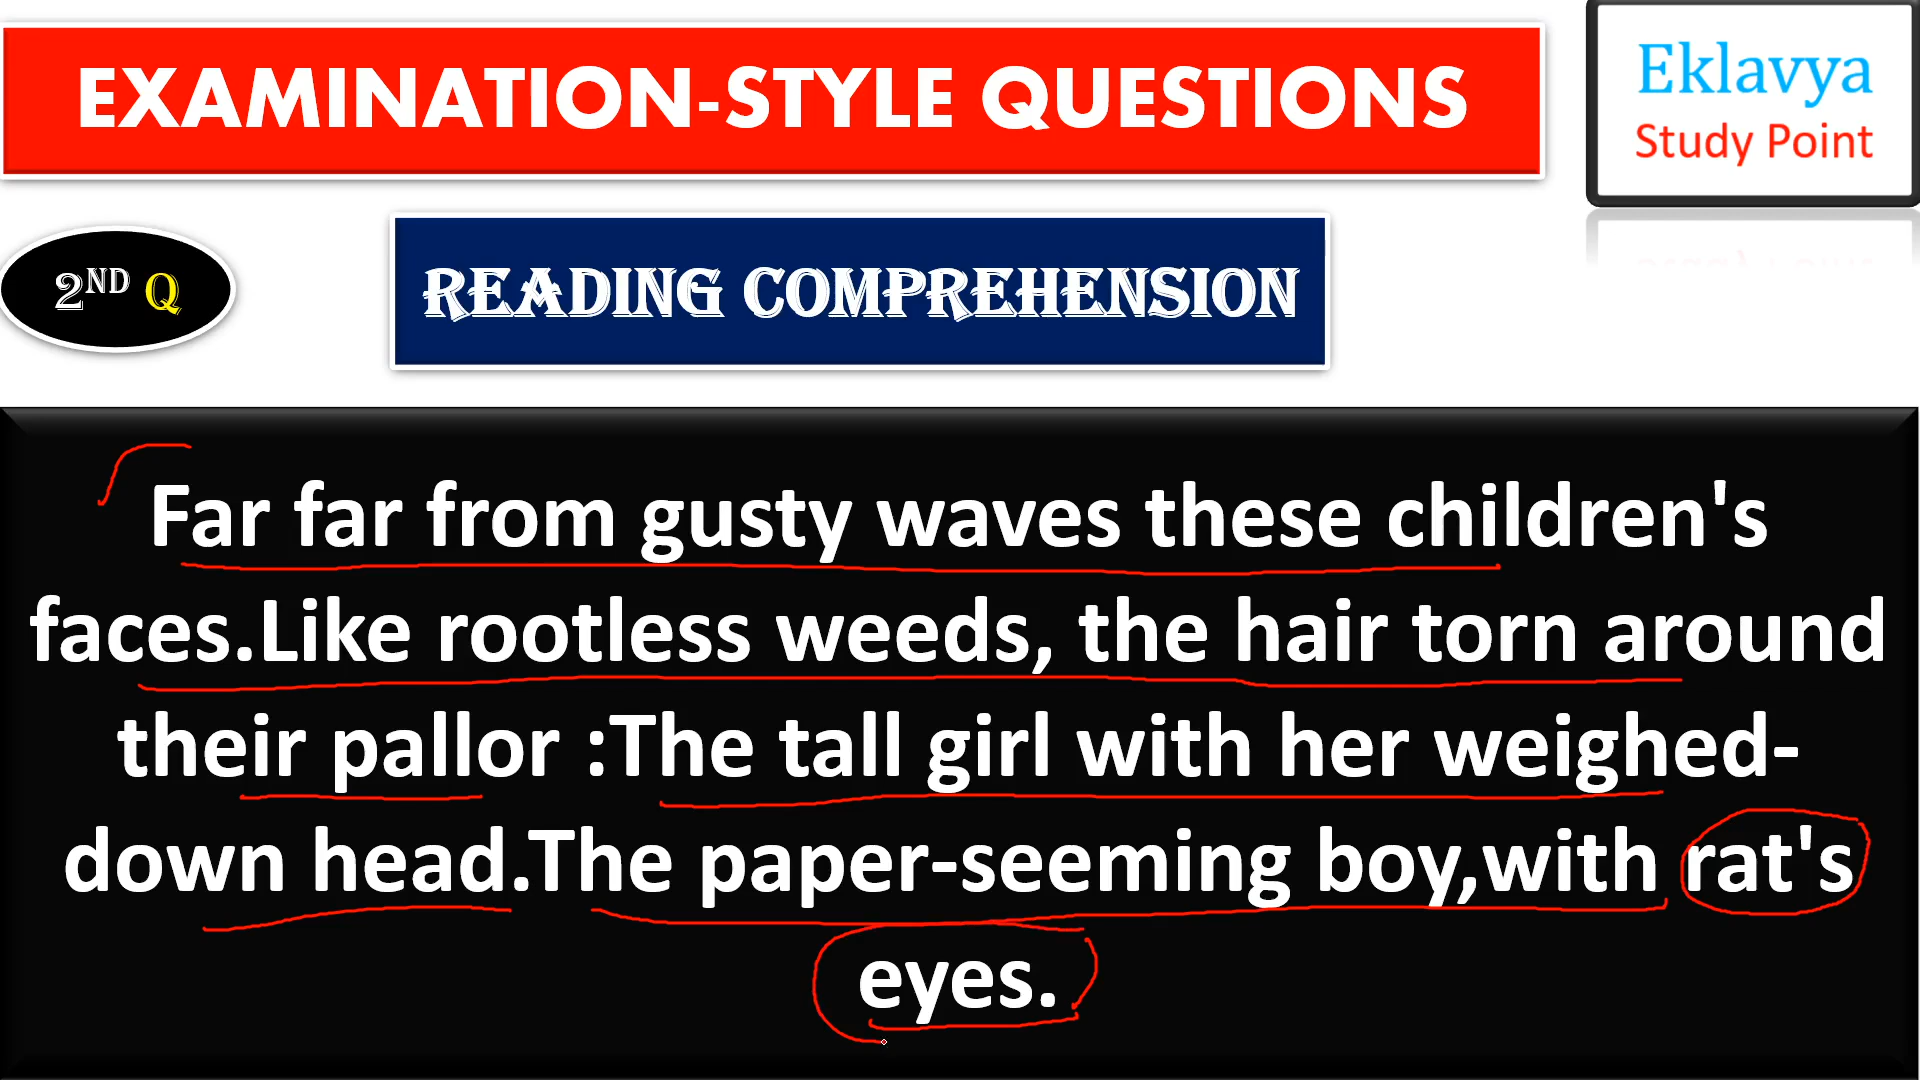 EXAMINATION-STYLE QUESTIONS
Eklavya
Study Point
2ND Q
READING COMPREHENSION
Far far from gusty waves these children's
faces.Like rootless weeds, the hair torn around
their pallor :The tall girl with her weighed-
down head.The paper-seeming boy,with rat's
eyes.